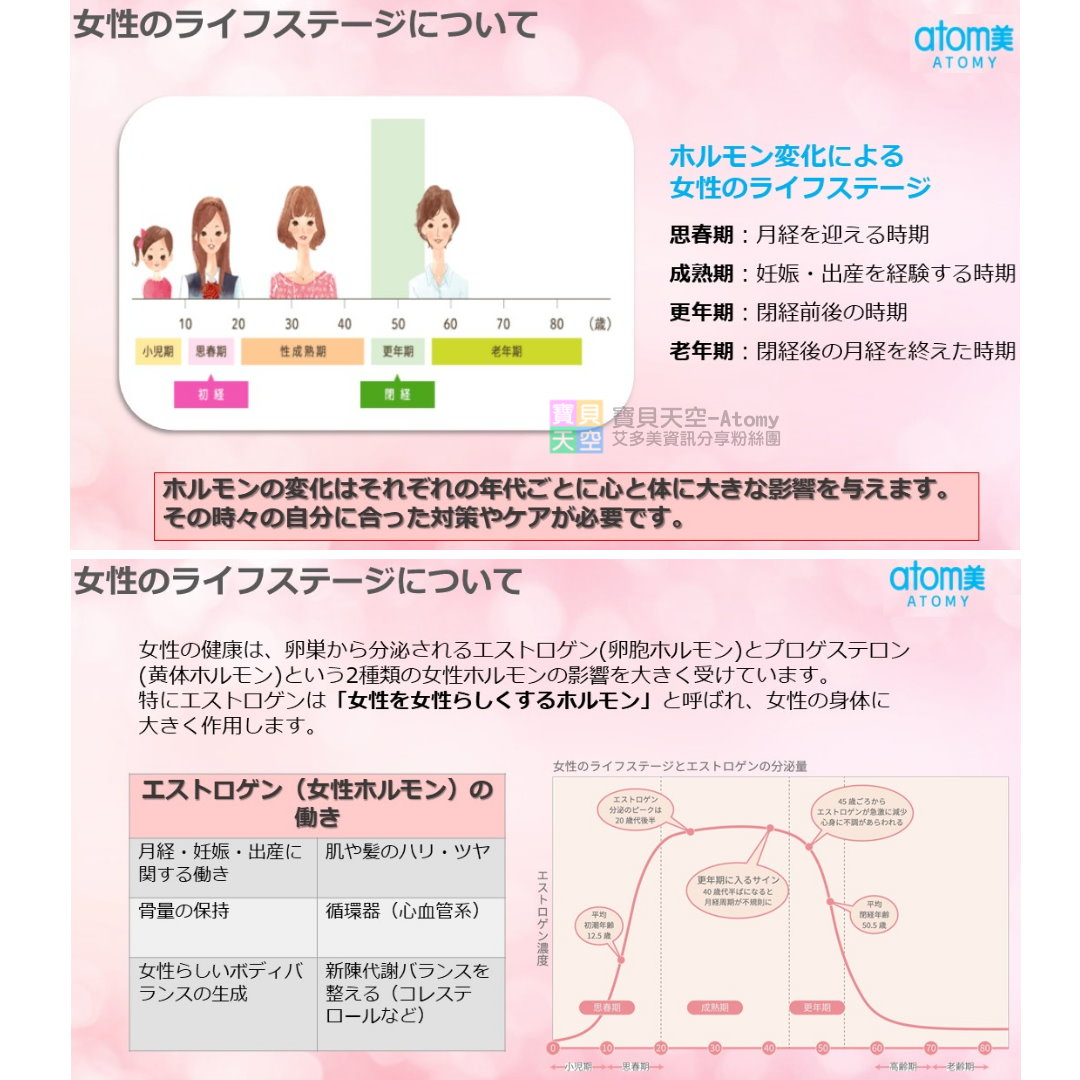 女性のライフステージについて
atom美
ATOMY
ホルモン変化による
女性のライフステージ
思春期：月経を迎える時期
成熟期：妊娠・出産を経験する時期
更年期：閉経前後の時期
老年期：閉経後の月経を終えた時期
10 20 30 40 50 60 70 80 （歳）
小児期 思春期 性成熟期 更年期 老年期
初経 閉経
寶貝天空
寶貝天空-Atomy
艾多美資訊分享粉絲團
ホルモンの変化はそれぞれの年代ごとに心と体に大きな影響を与えます。
その時々の自分に合った対策やケアが必要です。
女性のライフステージについて
atom美
ATOMY
女性の健康は、卵巣から分泌されるエストロゲン(卵胞ホルモン)とプロゲステロン
(黄体ホルモン)という2種類の女性ホルモンの影響を大きく受けています。
特にエストロゲンは「女性を女性らしくするホルモン」と呼ばれ、女性の身体に
大きく作用します。
エストロゲン（女性ホルモン）の
働き
月経・妊娠・出産に
関する働き
肌や髪のハリ・ツヤ
骨量の保持
循環器（心血管系）
女性らしいボディバ
ランスの生成
新陳代謝バランスを
整える（コレステ
ロールなど）
女性のライフステージとエストロゲンの分泌量
エストロゲン
分泌のピークは
20歳代後半
45歳ごろから
エストロゲンが急激に減少
心身に不調があらわれる
更年期に入るサイン
40歳代半ばになると
月経周期が不規則に
平均
初潮年齢
12.5歳
平均
閉経年齢
50.5歳
エストロゲン濃度
思春期 成熟期 更年期
0 10 20 30 40 50 60 70 80
小児期 思春期 高齢期 老齢期